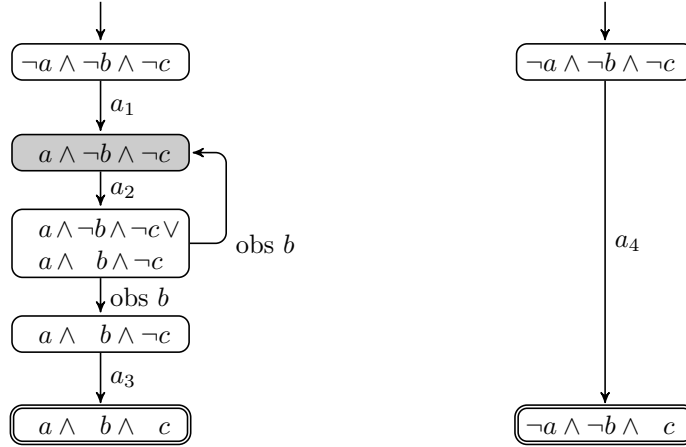 ¬a ∧ ¬b ∧ ¬c
a₁
a ∧ ¬b ∧ ¬c
a₂
a ∧ ¬b ∧ ¬c ∨
a ∧ b ∧ ¬c
obs b
obs b
a ∧ b ∧ ¬c
a₃
a ∧ b ∧ c
¬a ∧ ¬b ∧ ¬c
a₄
¬a ∧ ¬b ∧ c